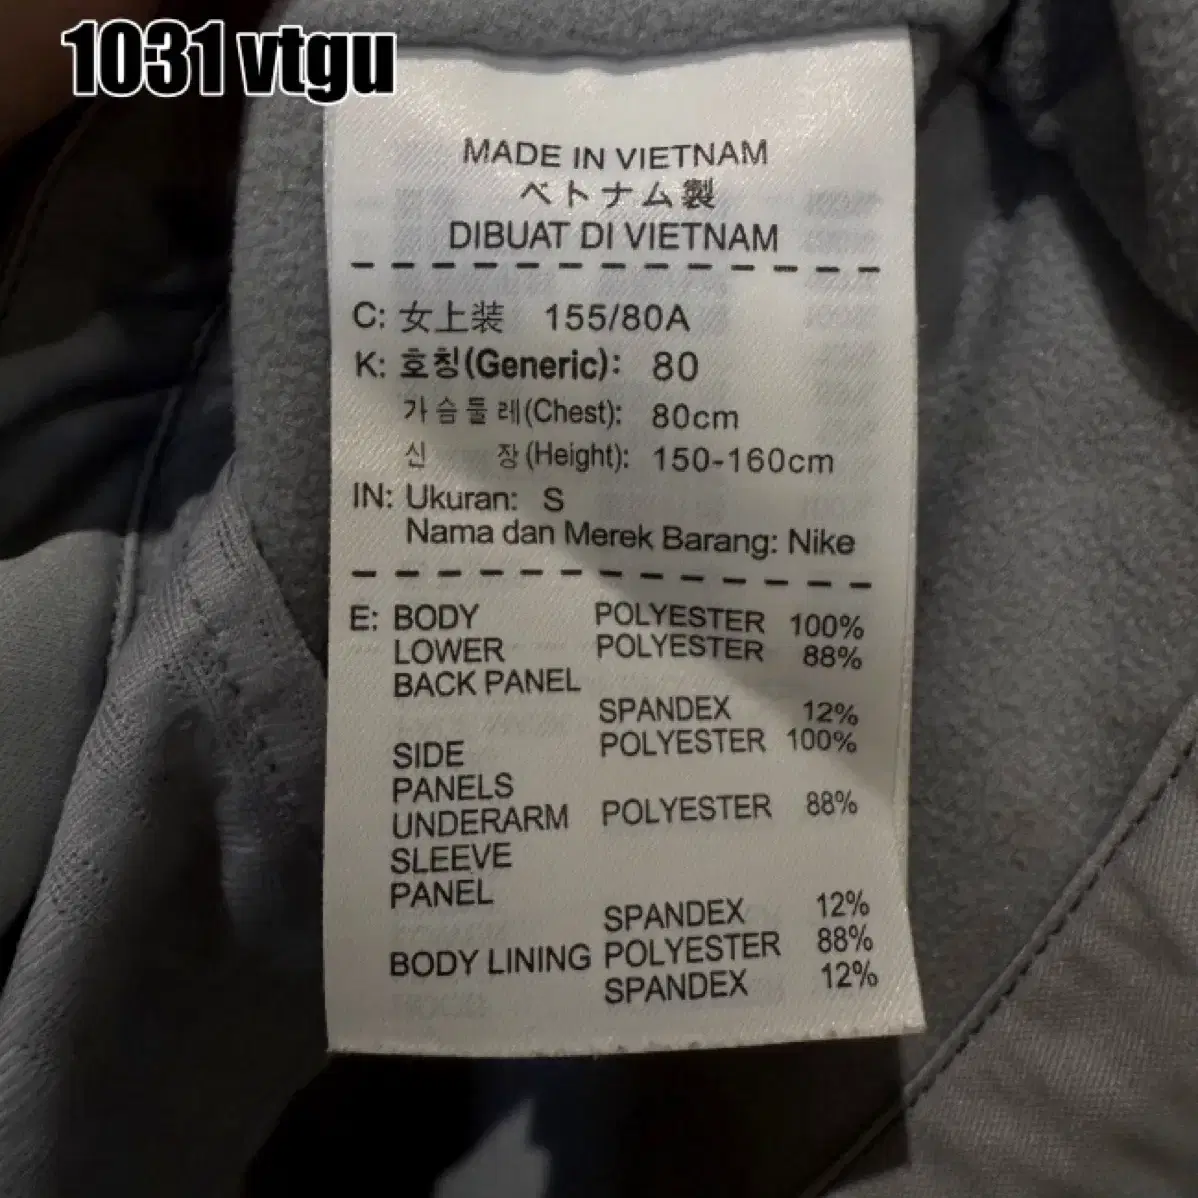 1031 vtgu
MADE IN VIETNAM
ベトナム製
DIBUAT DI VIETNAM
C: 女上装 155/80A
K: 호칭(Generic): 80
가슴둘레(Chest): 80cm
신 장(Height): 150-160cm
IN: Ukuran: S
Nama dan Merek Barang: Nike
E: BODY POLYESTER 100%
LOWER POLYESTER 88%
BACK PANEL
SPANDEX 12%
SIDE POLYESTER 100%
PANELS
UNDERARM POLYESTER 88%
SLEEVE
PANEL
SPANDEX 12%
BODY LINING POLYESTER 88%
SPANDEX 12%